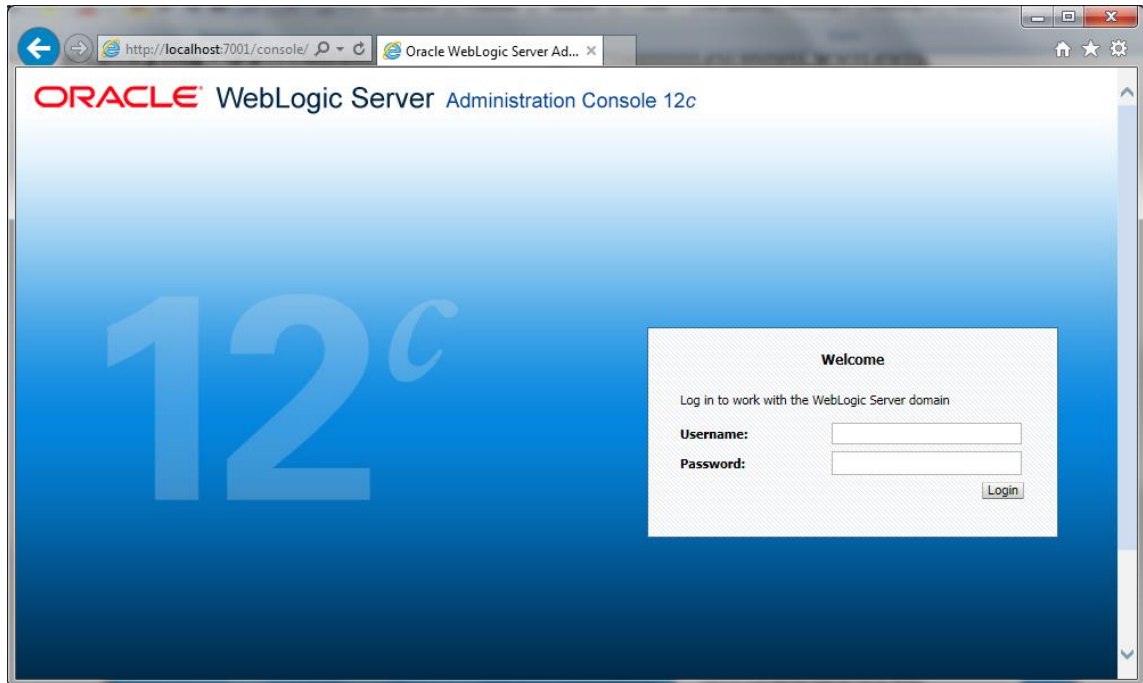 http://localhost:7001/console/
Oracle WebLogic Server Ad...
ORACLE WebLogic Server Administration Console 12c
12c
Welcome
Log in to work with the WebLogic Server domain
Username:
Password:
Login